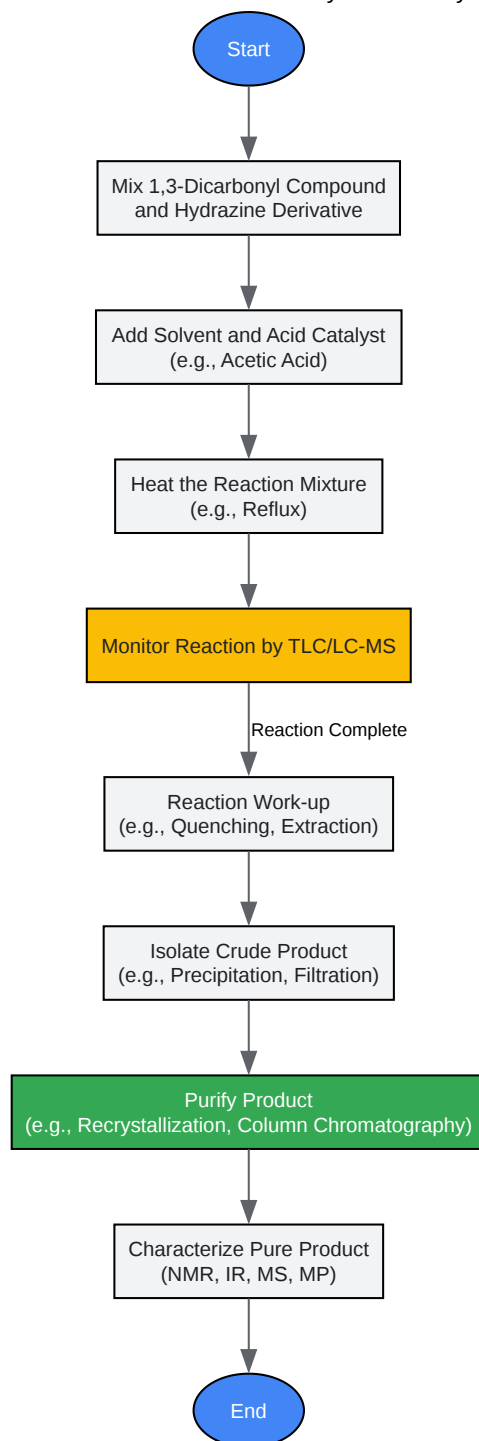 Start
Mix 1,3-Dicarbonyl Compound
and Hydrazine Derivative
Add Solvent and Acid Catalyst
(e.g., Acetic Acid)
Heat the Reaction Mixture
(e.g., Reflux)
Monitor Reaction by TLC/LC-MS
Reaction Complete
Reaction Work-up
(e.g., Quenching, Extraction)
Isolate Crude Product
(e.g., Precipitation, Filtration)
Purify Product
(e.g., Recrystallization, Column Chromatography)
Characterize Pure Product
(NMR, IR, MS, MP)
End